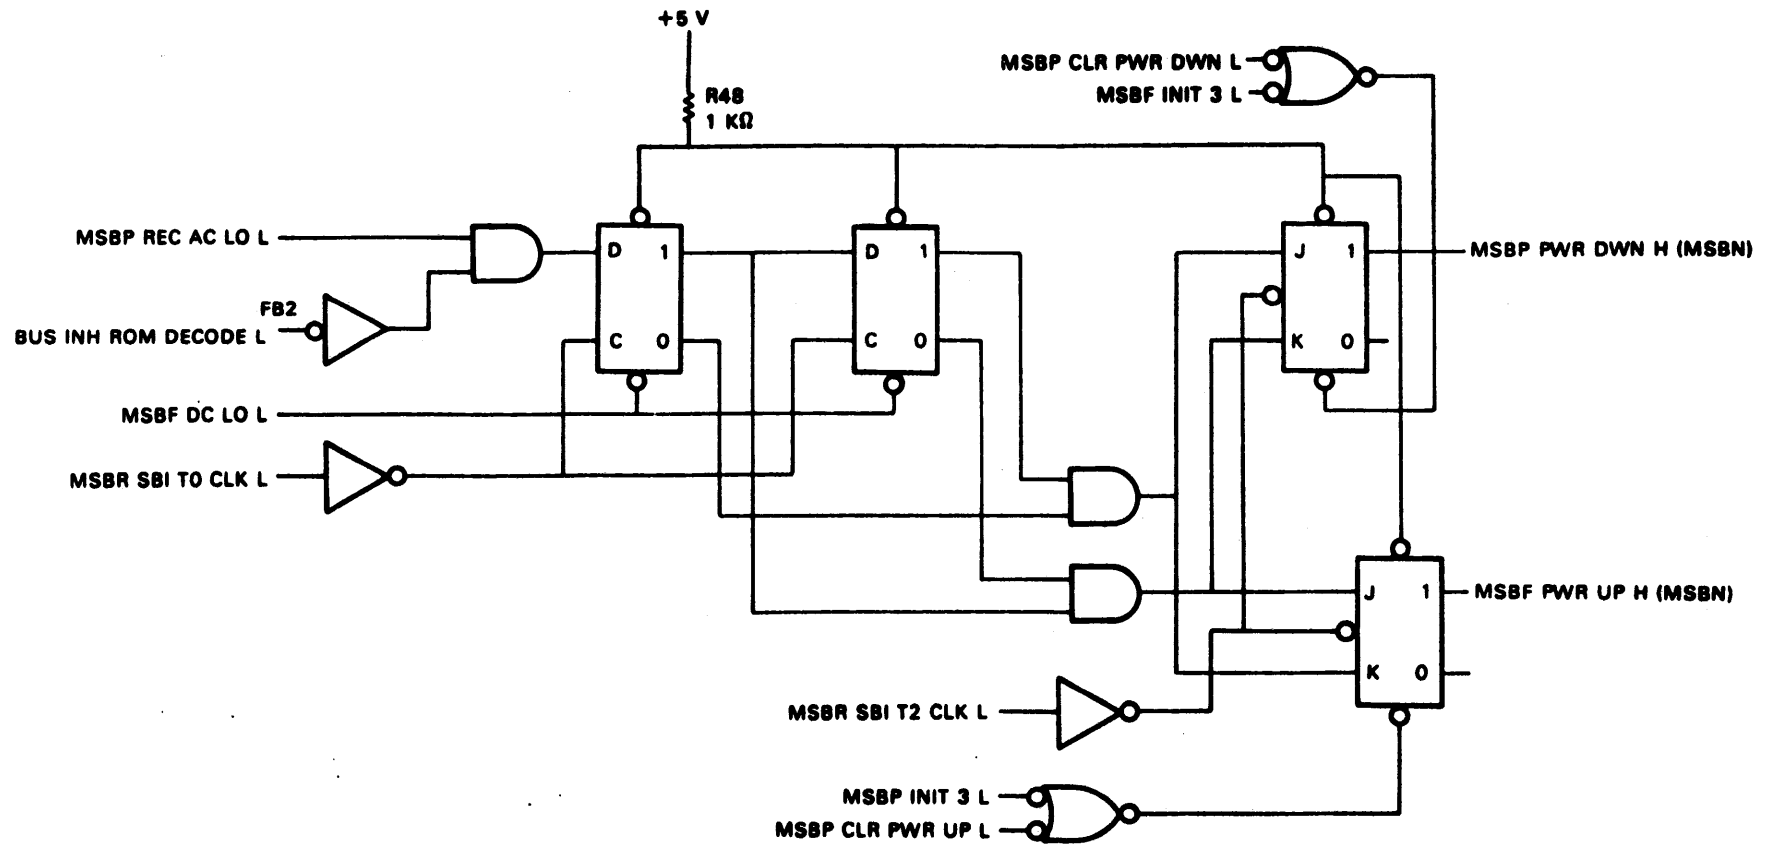 +5 V
R48
1 KΩ
MSBP CLR PWR DWN L
MSBF INIT 3 L
MSBP REC AC LO L
D 1
D 1
J 1
MSBP PWR DWN H (MSBN)
FB2
BUS INH ROM DECODE L
C 0
C 0
K 0
MSBF DC LO L
MSBR SBI T0 CLK L
J 1
MSBF PWR UP H (MSBN)
K 0
MSBR SBI T2 CLK L
MSBP INIT 3 L
MSBP CLR PWR UP L